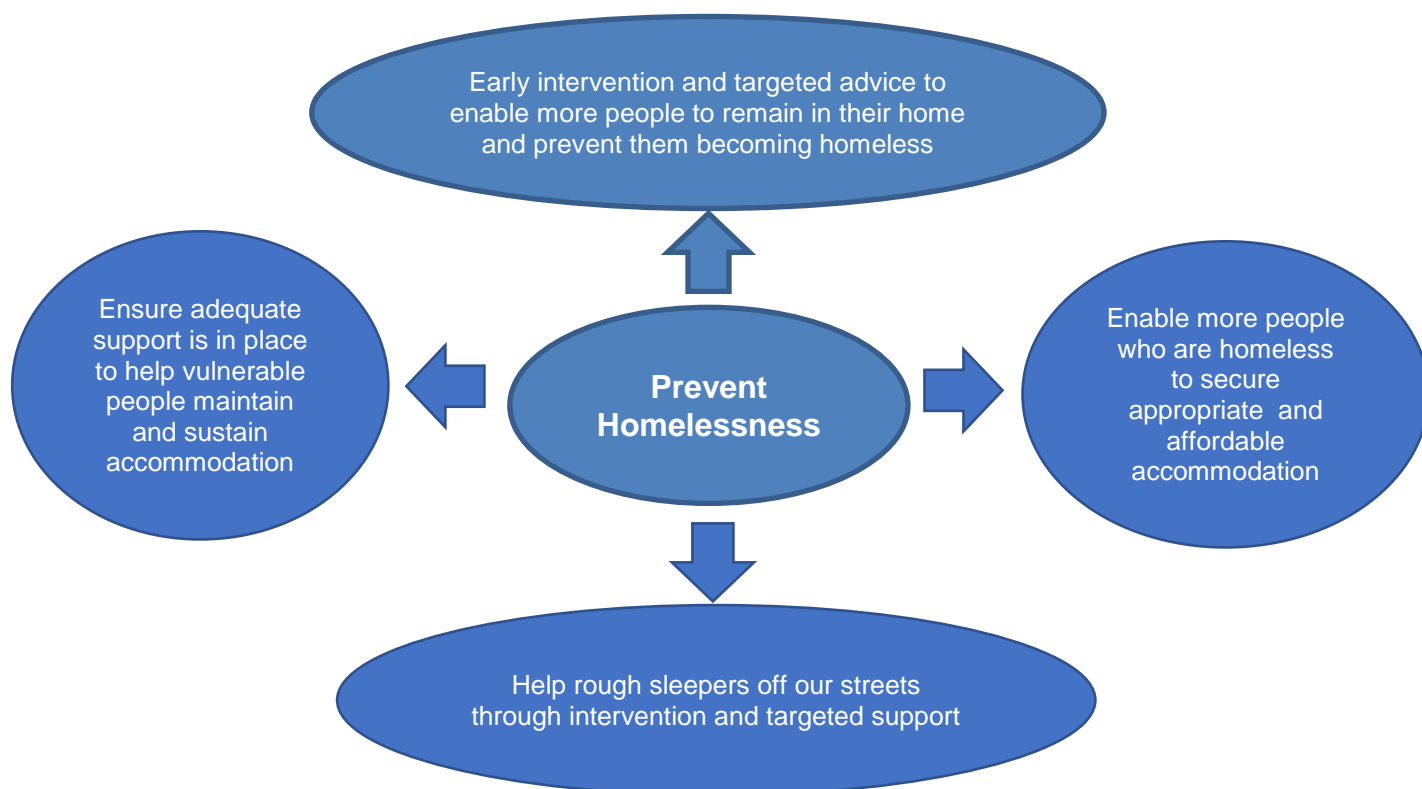 Early intervention and targeted advice to
enable more people to remain in their home
and prevent them becoming homeless
Ensure adequate
support is in place
to help vulnerable
people maintain
and sustain
accommodation
Prevent
Homelessness
Enable more people
who are homeless
to secure
appropriate  and
affordable
accommodation
Help rough sleepers off our streets
through intervention and targeted support